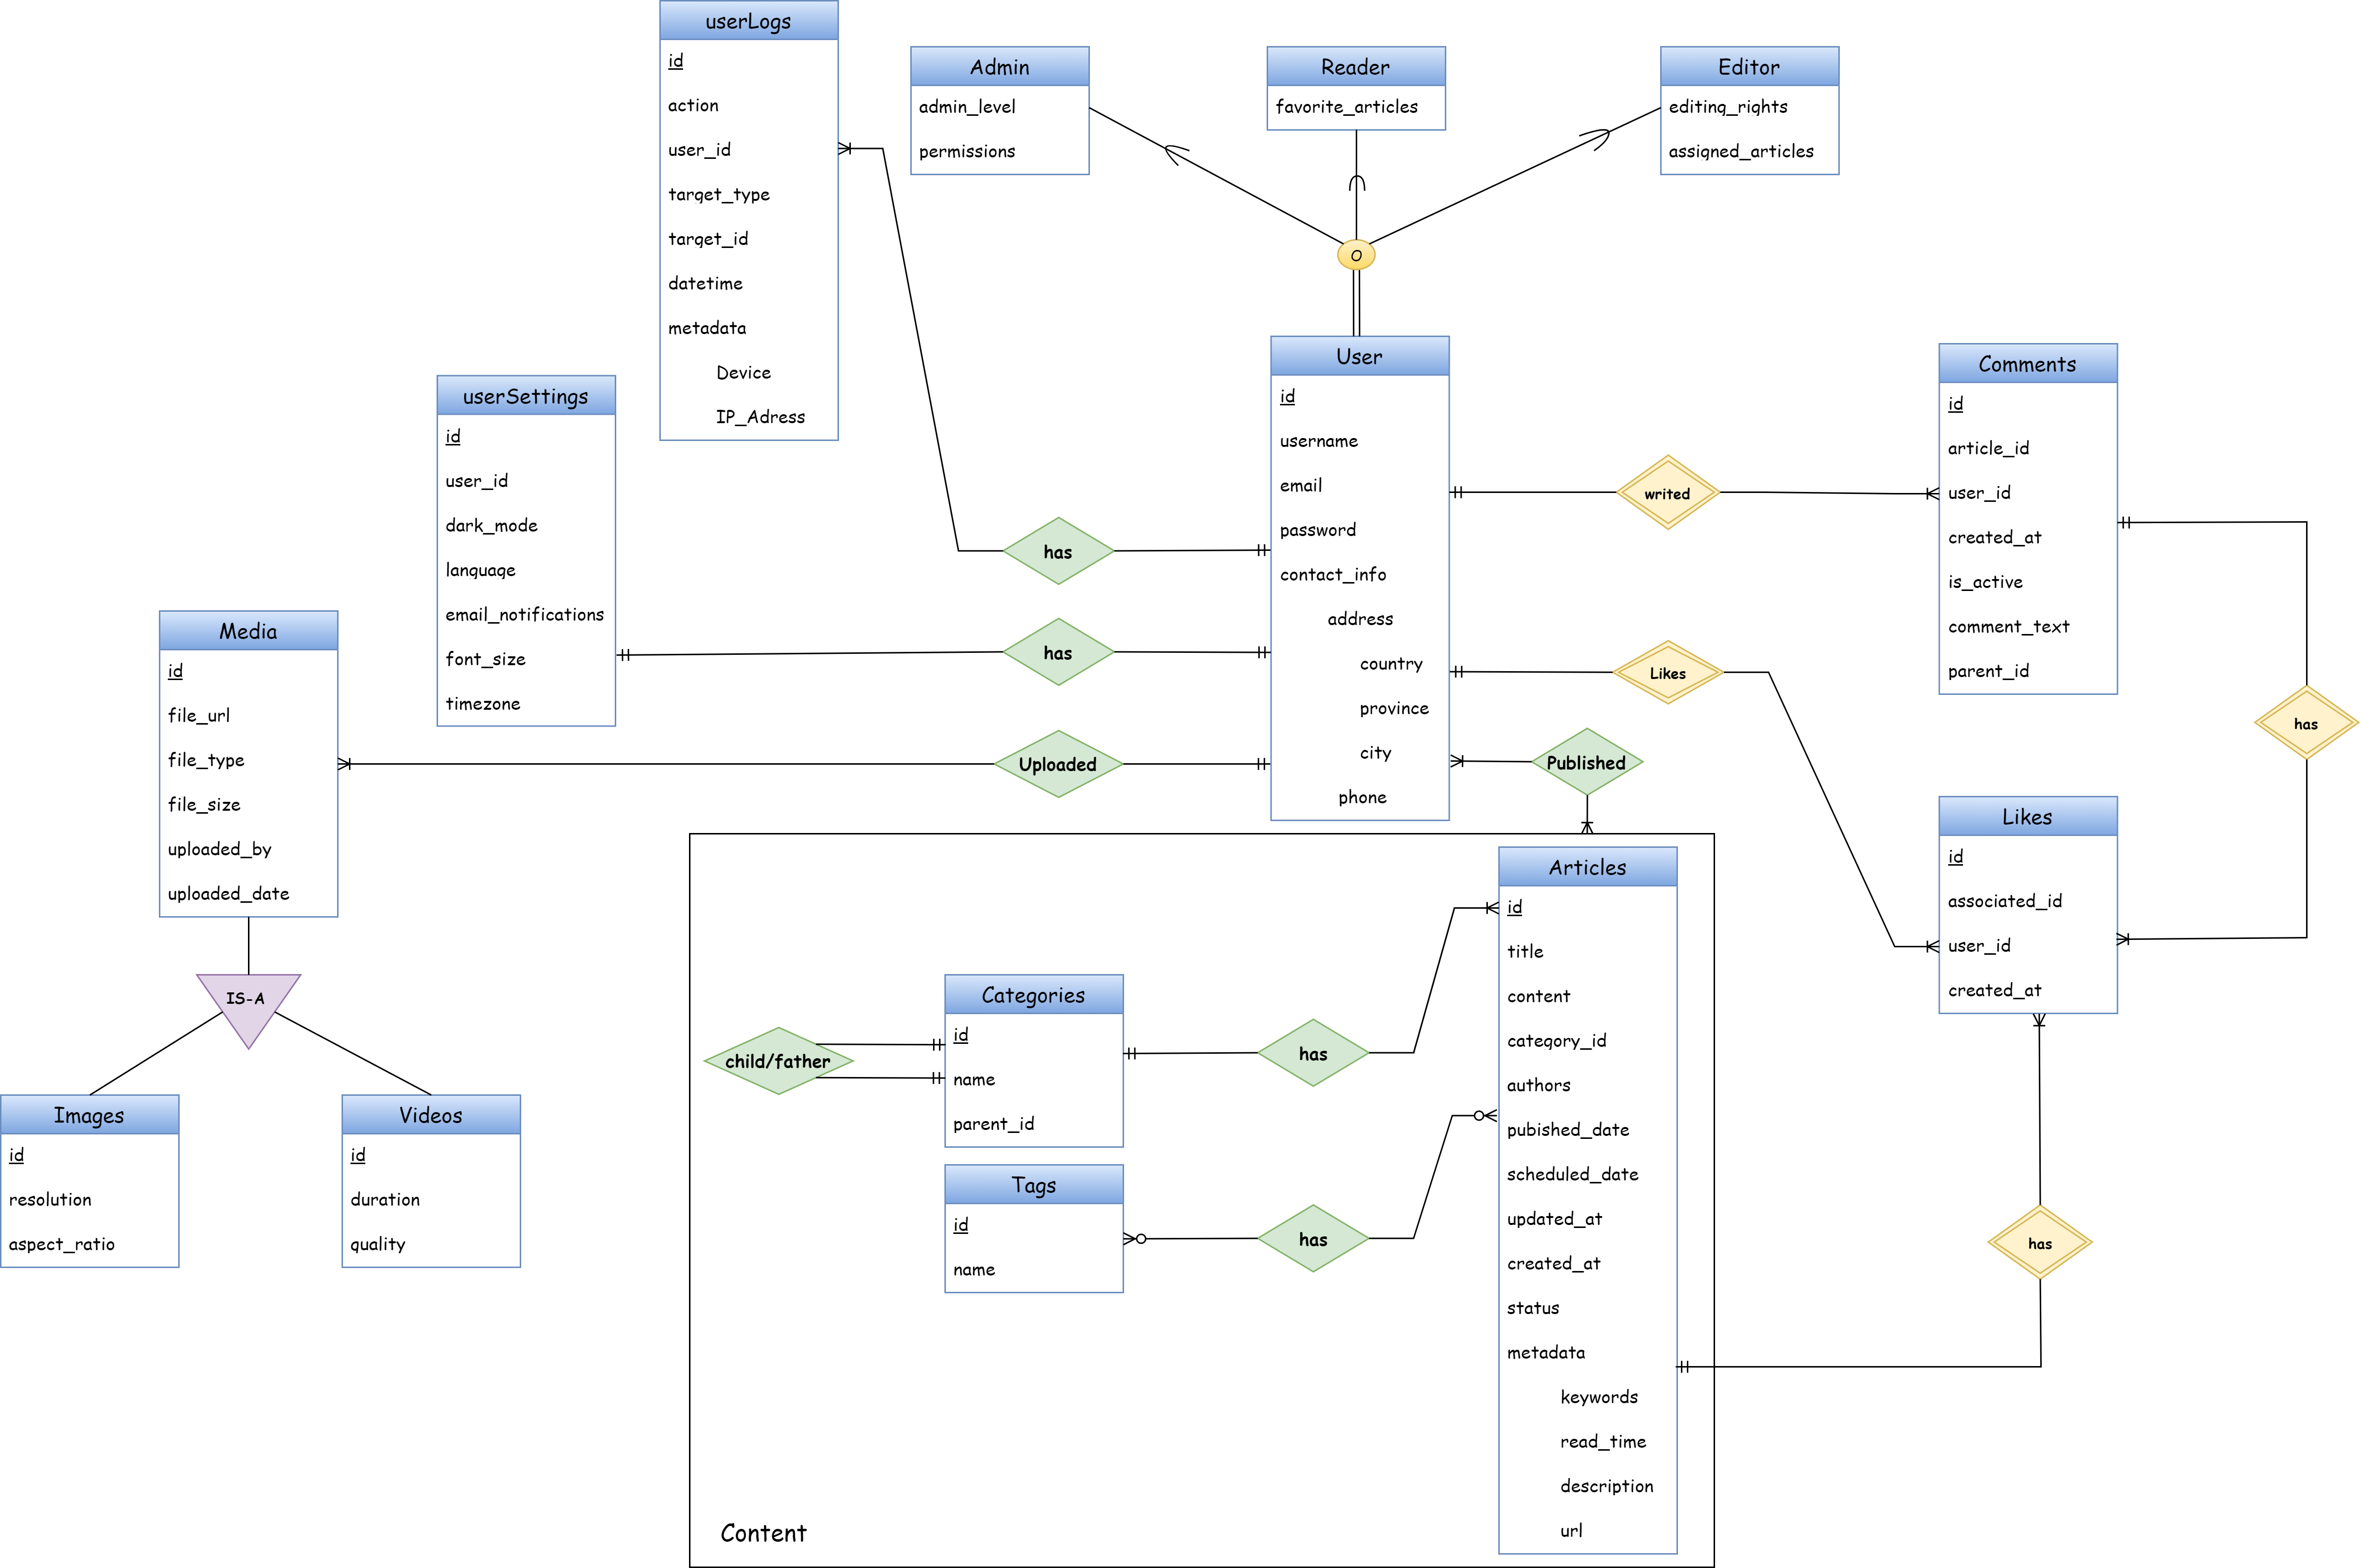 userLogs
id
action
user_id
target_type
target_id
datetime
metadata
Device
IP_Adress
Admin
admin_level
permissions
Reader
favorite_articles
Editor
editing_rights
assigned_articles
O
User
id
username
email
password
contact_info
address
country
province
city
phone
Comments
id
article_id
user_id
created_at
is_active
comment_text
parent_id
userSettings
id
user_id
dark_mode
language
email_notifications
font_size
timezone
has
has
Uploaded
writed
Likes
Published
has
Media
id
file_url
file_type
file_size
uploaded_by
uploaded_date
IS-A
Images
id
resolution
aspect_ratio
Videos
id
duration
quality
Likes
id
associated_id
user_id
created_at
has
Articles
id
title
content
category_id
authors
pubished_date
scheduled_date
updated_at
created_at
status
metadata
keywords
read_time
description
url
Categories
id
name
parent_id
child/father
has
Tags
id
name
has
Content